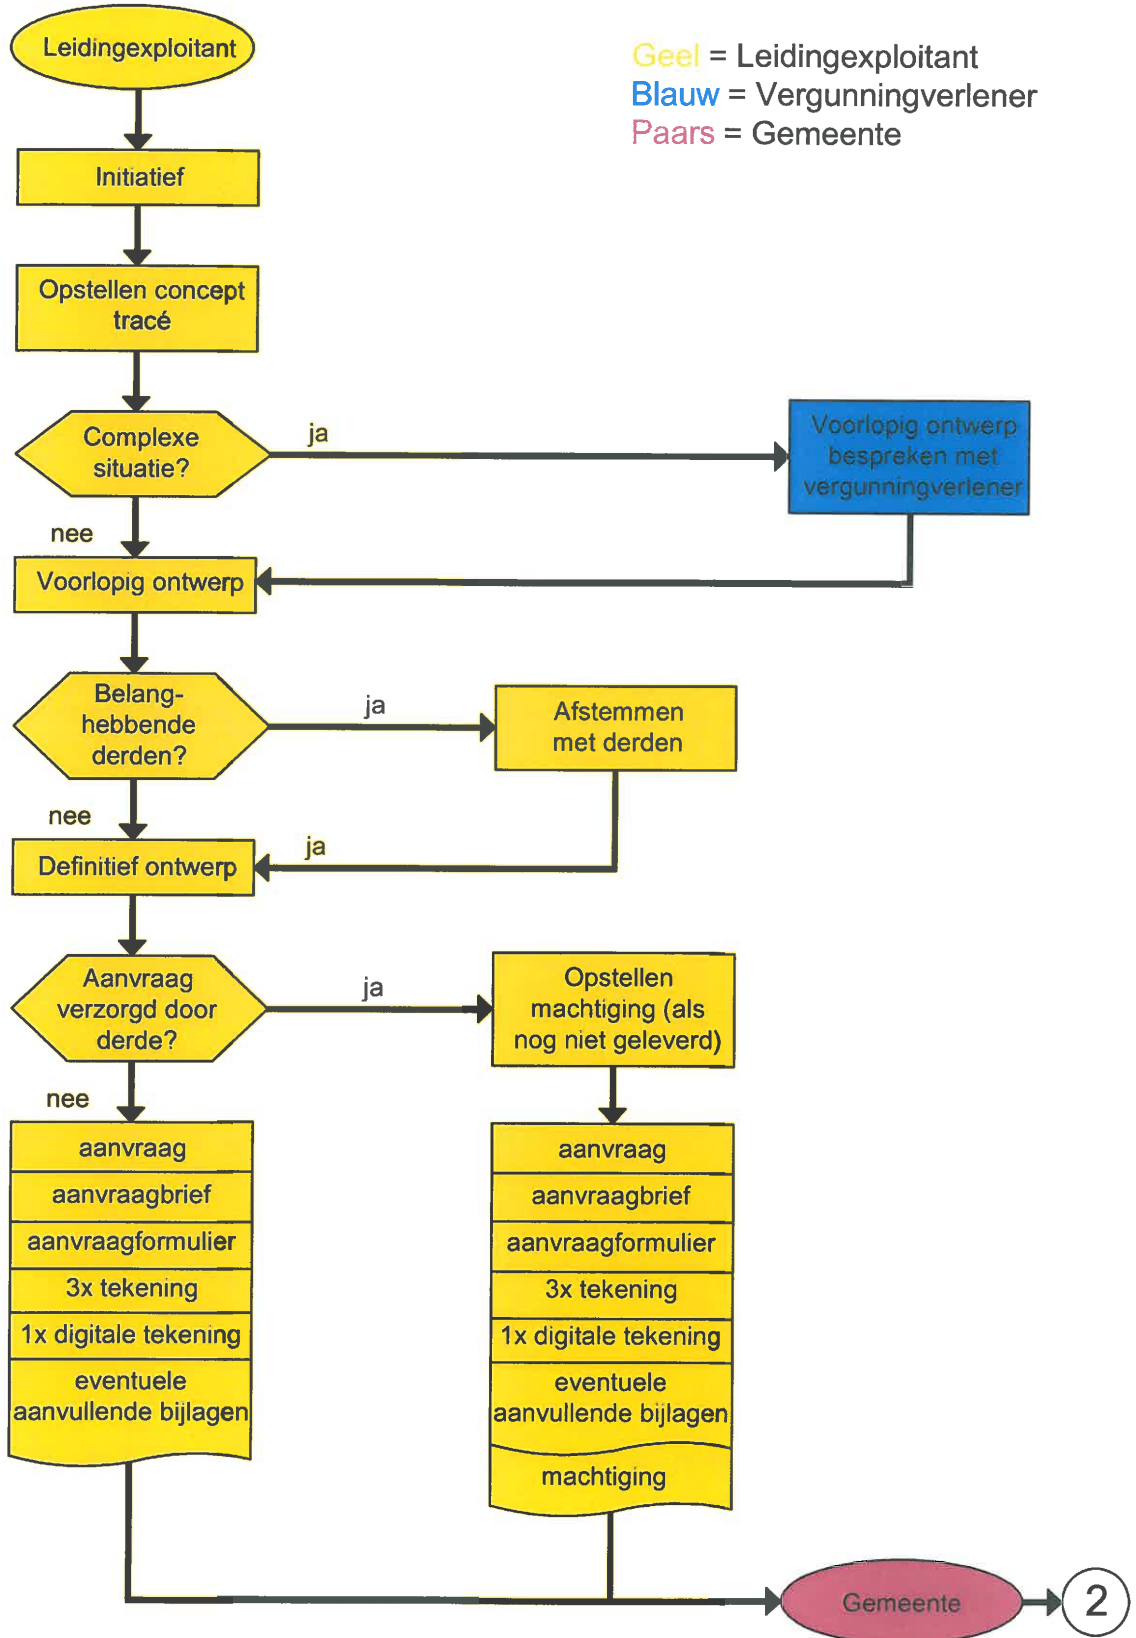 Leidingexploitant
Geel = Leidingexploitant
Blauw = Vergunningverlener
Paars = Gemeente
Initiatief
Opstellen concept
tracé
Complexe
situatie?
ja
Voorlopig ontwerp
bespreken met
vergunningverlener
nee
Voorlopig ontwerp
Belang-
hebbende
derden?
ja
Afstemmen
met derden
nee
Definitief ontwerp
ja
Aanvraag
verzorgd door
derde?
ja
Opstellen
machtiging (als
nog niet geleverd)
nee
aanvraag
aanvraagbrief
aanvraagformulier
3x tekening
1x digitale tekening
eventuele
aanvullende bijlagen
aanvraag
aanvraagbrief
aanvraagformulier
3x tekening
1x digitale tekening
eventuele
aanvullende bijlagen
machtiging
Gemeente
2